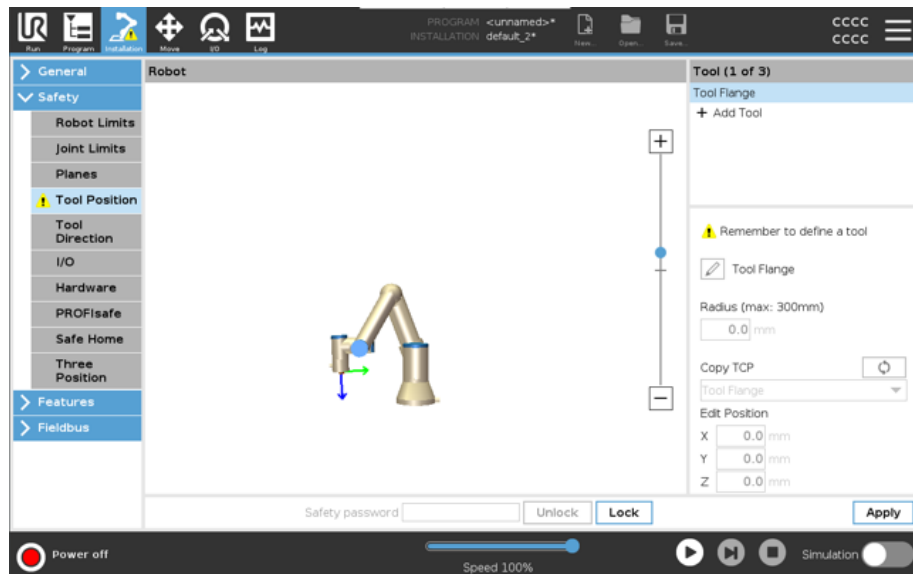 PROGRAM <unnamed>*
INSTALLATION default_2*
CCCC
CCCC
Run Program Installation Move I/O Log New... Open... Save...
General
Safety
Robot Limits
Joint Limits
Planes
Tool Position
Tool
Direction
I/O
Hardware
PROFIsafe
Safe Home
Three
Position
Features
Fieldbus
Robot
Tool (1 of 3)
Tool Flange
+ Add Tool
Remember to define a tool
Tool Flange
Radius (max: 300mm)
0.0 mm
Copy TCP
Tool Flange
Edit Position
X 0.0 mm
Y 0.0 mm
Z 0.0 mm
Safety password Unlock Lock Apply
Power off
Speed 100%
Simulation